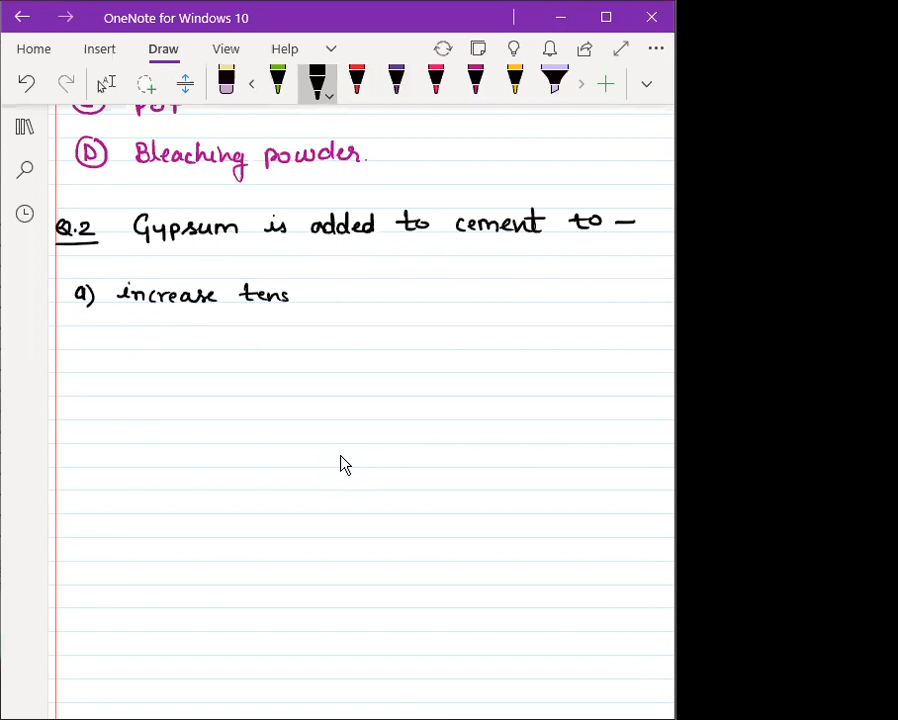 OneNote for Windows 10
Home Insert Draw View Help
D Bleaching powder.
Q.2 Gypsum is added to cement to –
a) increase tens